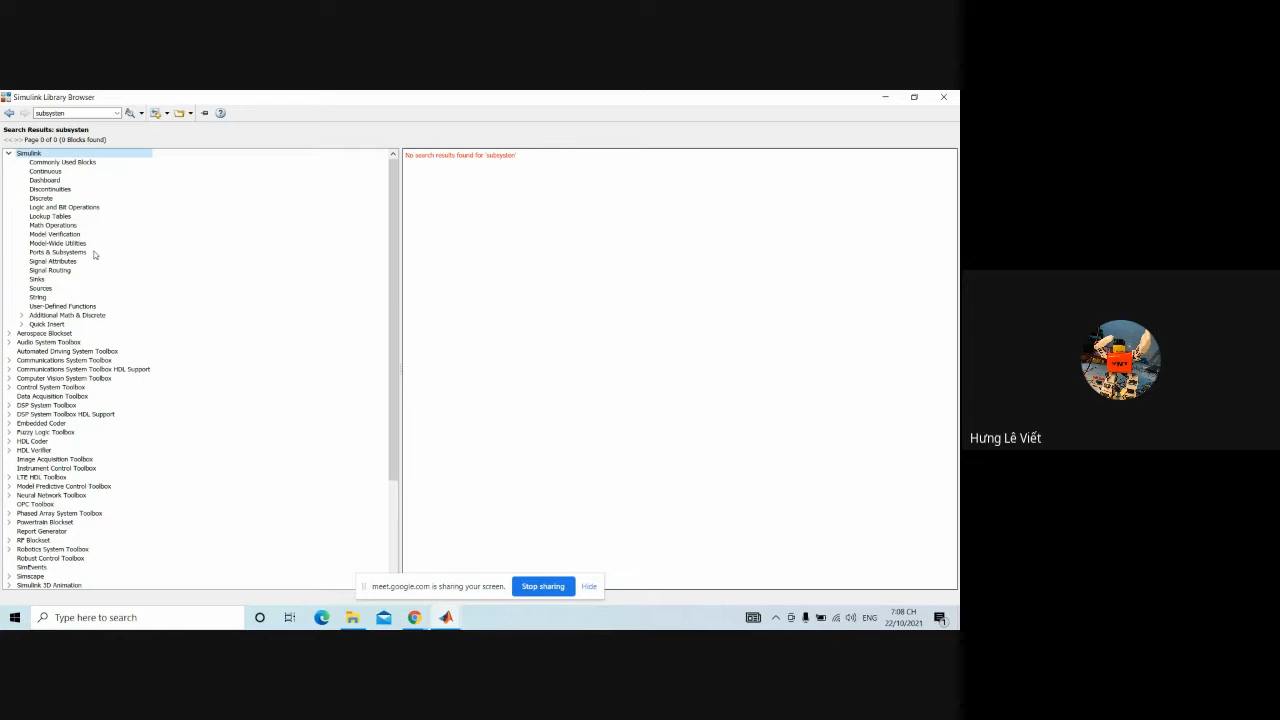 Simulink Library Browser
subsysten
Search Results: subsysten
<< >> Page 0 of 0 (0 Blocks found)
Simulink
Commonly Used Blocks
Continuous
Dashboard
Discontinuities
Discrete
Logic and Bit Operations
Lookup Tables
Math Operations
Model Verification
Model-Wide Utilities
Ports & Subsystems
Signal Attributes
Signal Routing
Sinks
Sources
String
User-Defined Functions
Additional Math & Discrete
Quick Insert
Aerospace Blockset
Audio System Toolbox
Automated Driving System Toolbox
Communications System Toolbox
Communications System Toolbox HDL Support
Computer Vision System Toolbox
Control System Toolbox
Data Acquisition Toolbox
DSP System Toolbox
DSP System Toolbox HDL Support
Embedded Coder
Fuzzy Logic Toolbox
HDL Coder
HDL Verifier
Image Acquisition Toolbox
Instrument Control Toolbox
LTE HDL Toolbox
Model Predictive Control Toolbox
Neural Network Toolbox
OPC Toolbox
Phased Array System Toolbox
Powertrain Blockset
Report Generator
RF Blockset
Robotics System Toolbox
Robust Control Toolbox
SimEvents
Simscape
Simulink 3D Animation
No search results found for 'subsysten'
meet.google.com is sharing your screen.
Stop sharing
Hide
Type here to search
ENG
7:08 CH
22/10/2021
1
Hưng Lê Viết